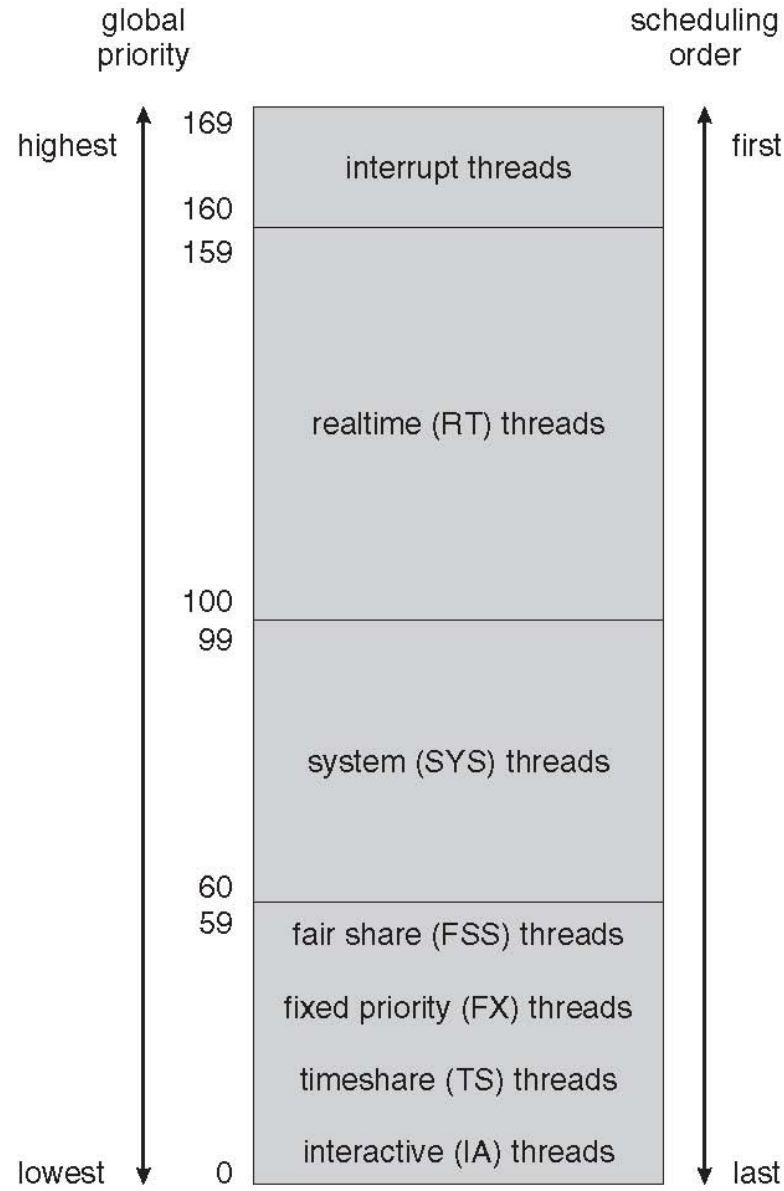 global
priority
scheduling
order
highest
169
interrupt threads
first
160
159
realtime (RT) threads
100
99
system (SYS) threads
60
59
fair share (FSS) threads
fixed priority (FX) threads
timeshare (TS) threads
interactive (IA) threads
lowest
0
last